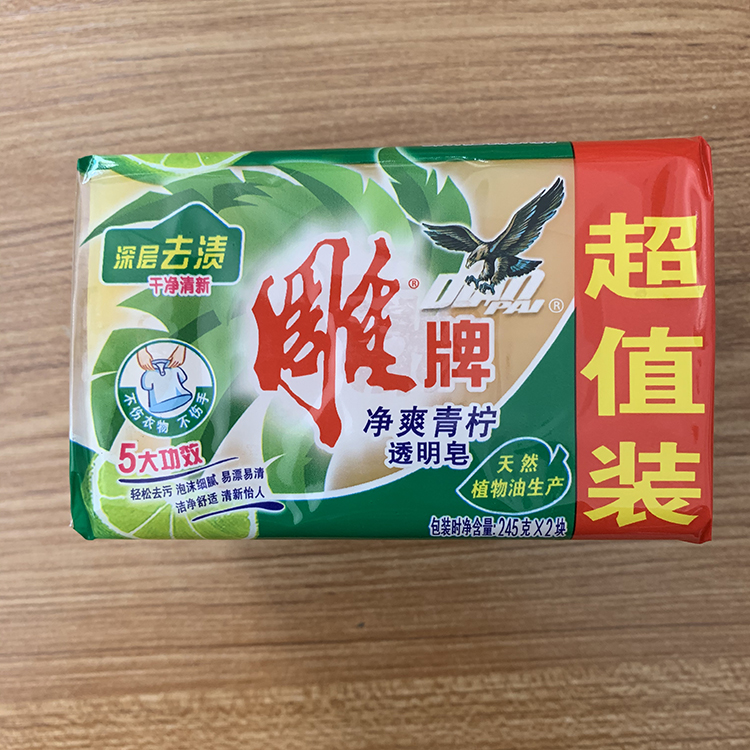 深层去渍
干净清新
不伤衣物 不伤手
5大功效
轻松去污 泡沫细腻 易漂易清
洁净舒适 清新怡人
雕牌
®
PAI®
净爽青柠
透明皂
天然
植物油生产
包装时净含量:245克×2块
超值装